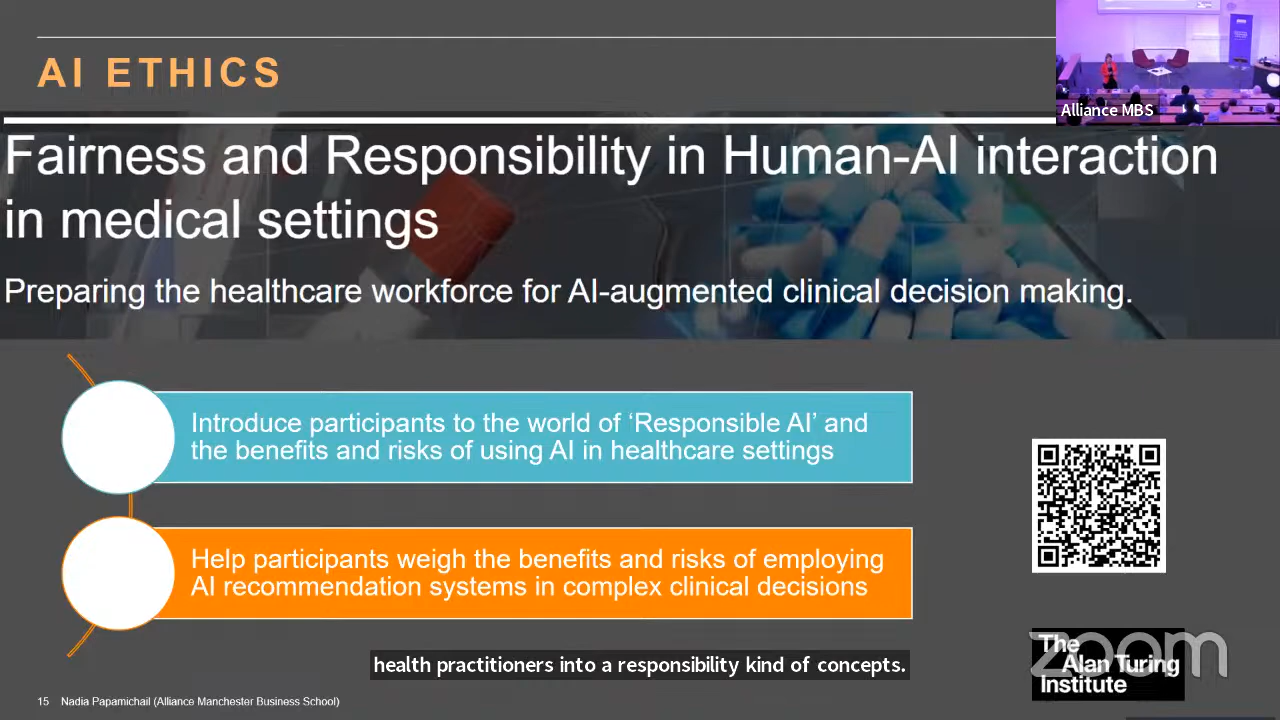 AI ETHICS
Alliance MBS
Fairness and Responsibility in Human-AI interaction
in medical settings
Preparing the healthcare workforce for AI-augmented clinical decision making.
Introduce participants to the world of ‘Responsible AI’ and
the benefits and risks of using AI in healthcare settings
Help participants weigh the benefits and risks of employing
AI recommendation systems in complex clinical decisions
health practitioners into a responsibility kind of concepts.
zoom
The
Alan Turing
Institute
15 Nadia Papamichail (Alliance Manchester Business School)